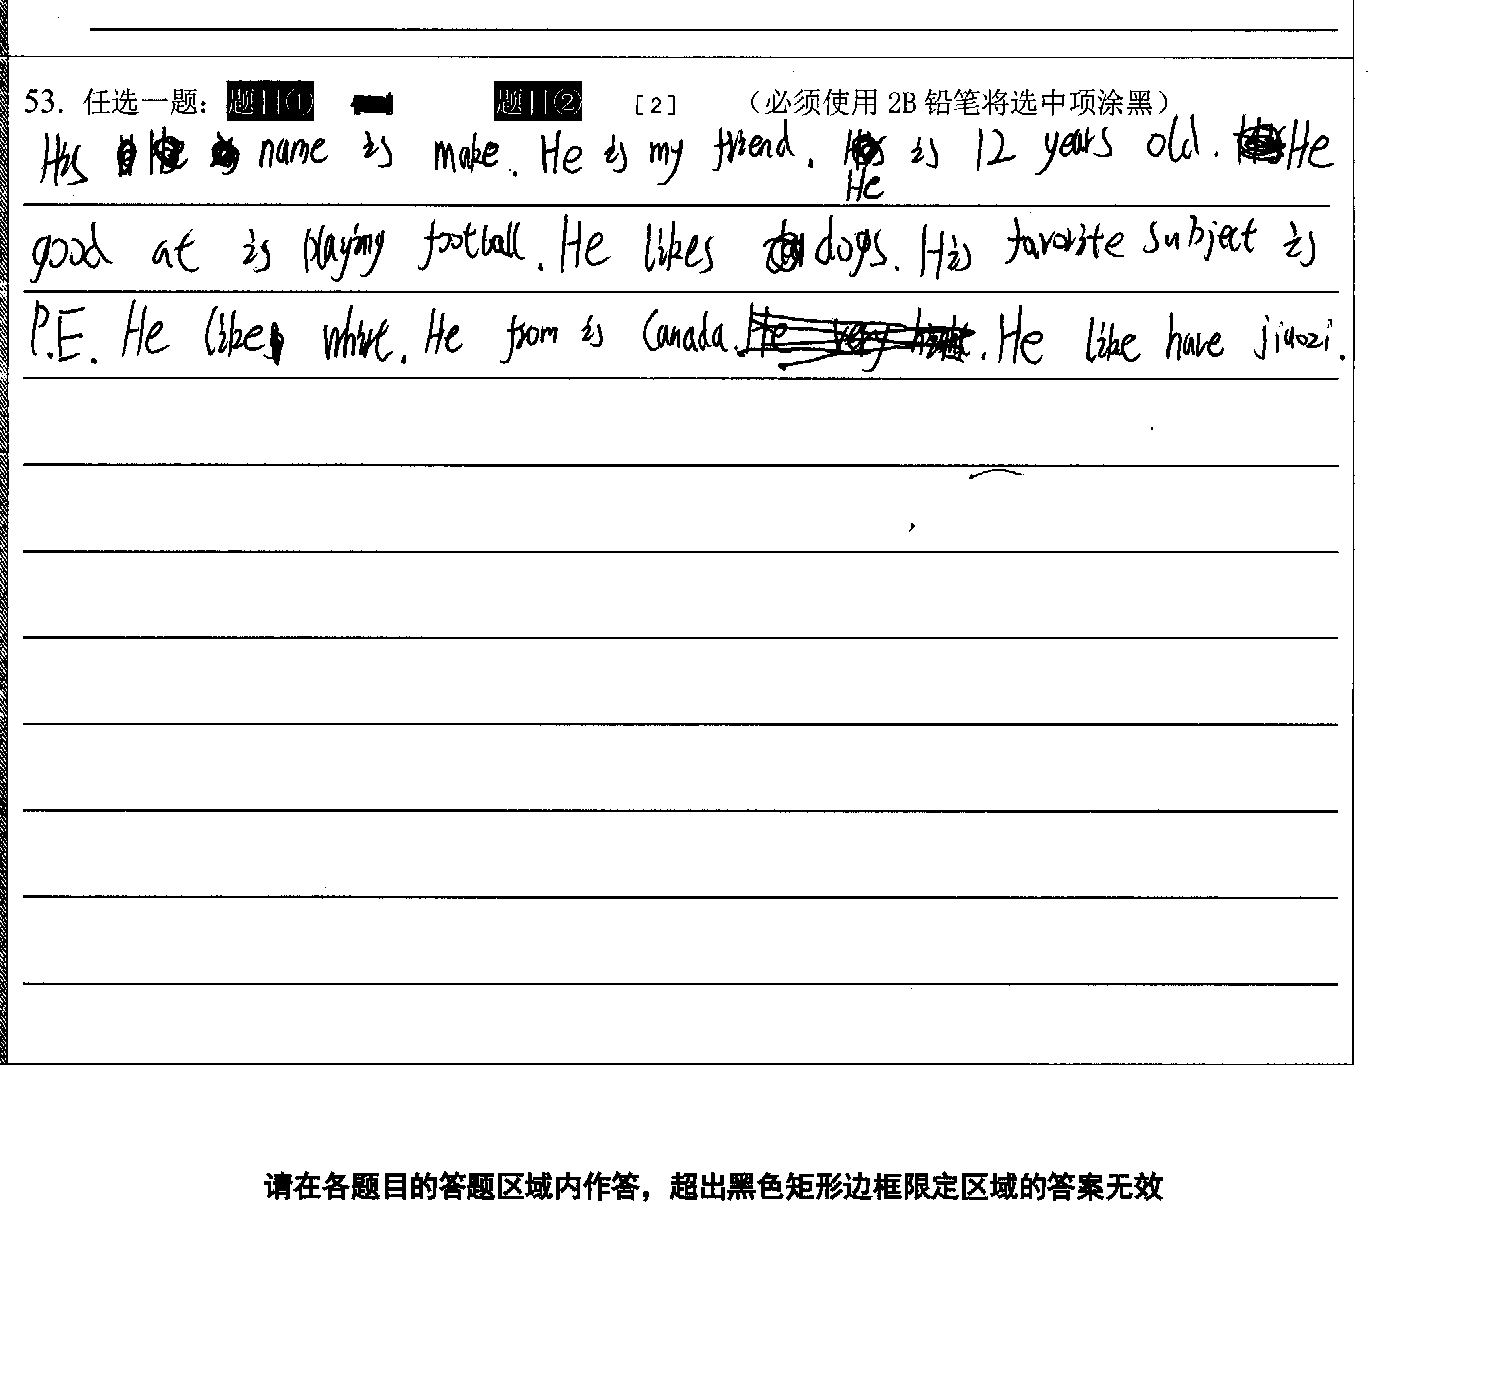 53. 任选一题： 题目① 题目② [2] （必须使用 2B 铅笔将选中项涂黑）
His name is make. He is my friend. He is 12 years old. He
good at is playing football. He likes dogs. His favorite subject is
P.E. He like white. He from is Canada. He like have jiaozi.
请在各题目的答题区域内作答，超出黑色矩形边框限定区域的答案无效